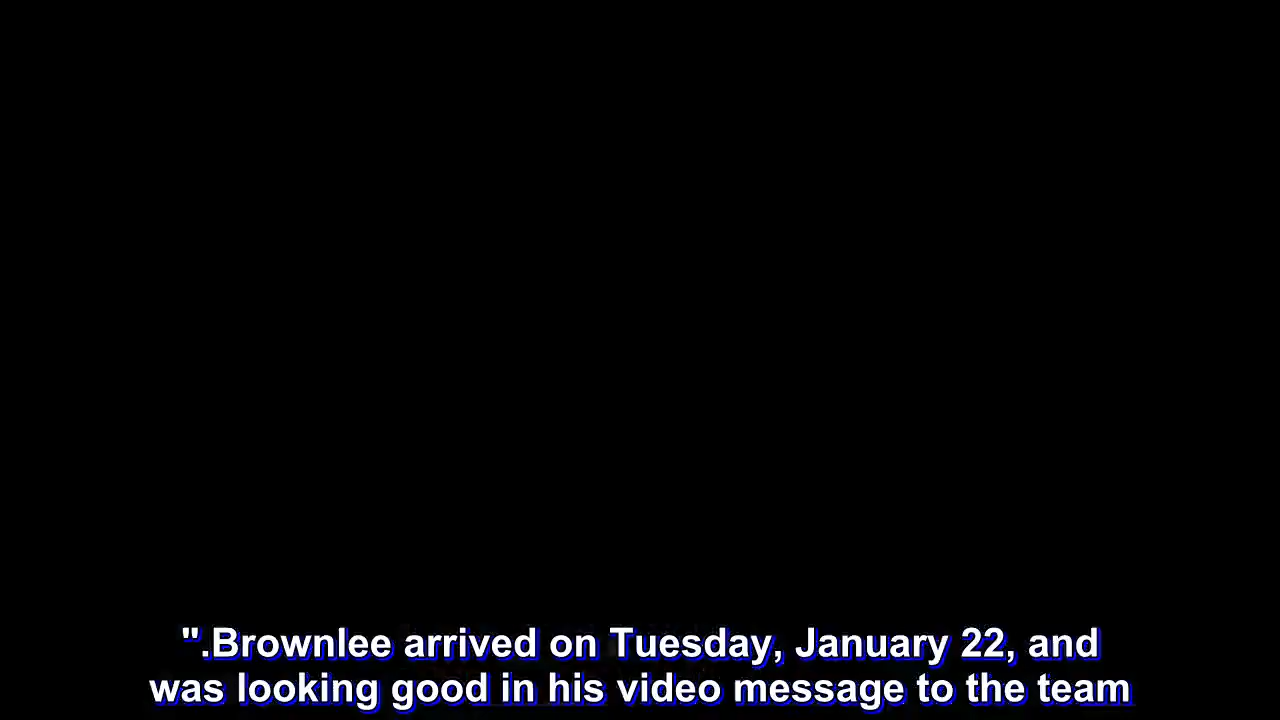 ".Brownlee arrived on Tuesday, January 22, and
was looking good in his video message to the team